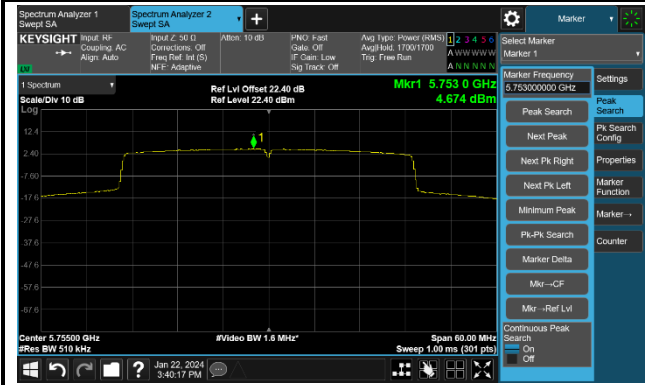 Spectrum Analyzer 1
Swept SA
Spectrum Analyzer 2
Swept SA
Marker
KEYSIGHT
Input: RF
Coupling: AC
Align: Auto
Input Z: 50 Ω
Corrections: Off
Freq Ref: Int (S)
NFE: Adaptive
Atten: 10 dB
PNO: Fast
Gate: Off
IF Gain: Low
Sig Track: Off
Avg Type: Power (RMS)
Avg|Hold: 1700/1700
Trig: Free Run
1 2 3 4 5 6
A W W W W W
A N N N N N
LW
Select Marker
Marker 1
1 Spectrum
Scale/Div 10 dB
Log
Ref Lvl Offset 22.40 dB
Ref Level 22.40 dBm
Mkr1 5.753 0 GHz
4.674 dBm
12.4
2.40
-7.60
-17.6
-27.6
-37.6
-47.6
-57.6
-67.6
1
Center 5.75500 GHz
#Res BW 510 kHz
#Video BW 1.6 MHz*
Span 60.00 MHz
Sweep 1.00 ms (301 pts)
Marker Frequency
5.753000000 GHz
Peak Search
Next Peak
Next Pk Right
Next Pk Left
Minimum Peak
Pk-Pk Search
Marker Delta
Mkr→CF
Mkr→Ref Lvl
Continuous Peak
Search
On
Off
Settings
Peak
Search
Pk Search
Config
Properties
Marker
Function
Marker→
Counter
Jan 22, 2024
3:40:17 PM